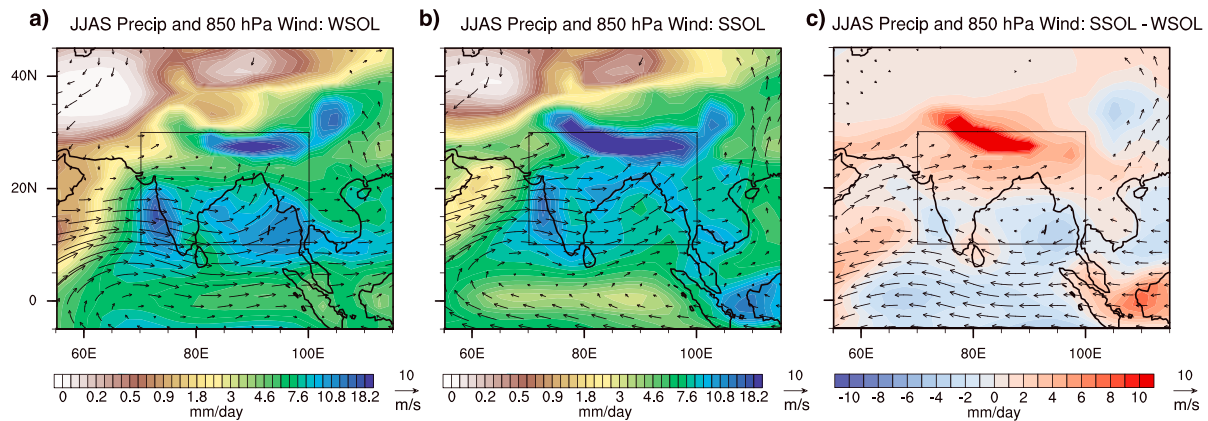 a) JJAS Precip and 850 hPa Wind: WSOL
40N
20N
0
60E 80E 100E
0 0.2 0.5 0.9 1.8 3 4.4 7.6 10.8 18.2
mm/day
10
m/s
b) JJAS Precip and 850 hPa Wind: SSOL
60E 80E 100E
0 0.2 0.5 0.9 1.8 3 4.4 7.6 10.8 18.2
mm/day
10
m/s
c) JJAS Precip and 850 hPa Wind: SSOL - WSOL
60E 80E 100E
-10 -8 -6 -4 -2 0 2 4 6 8 10
mm/day
10
m/s